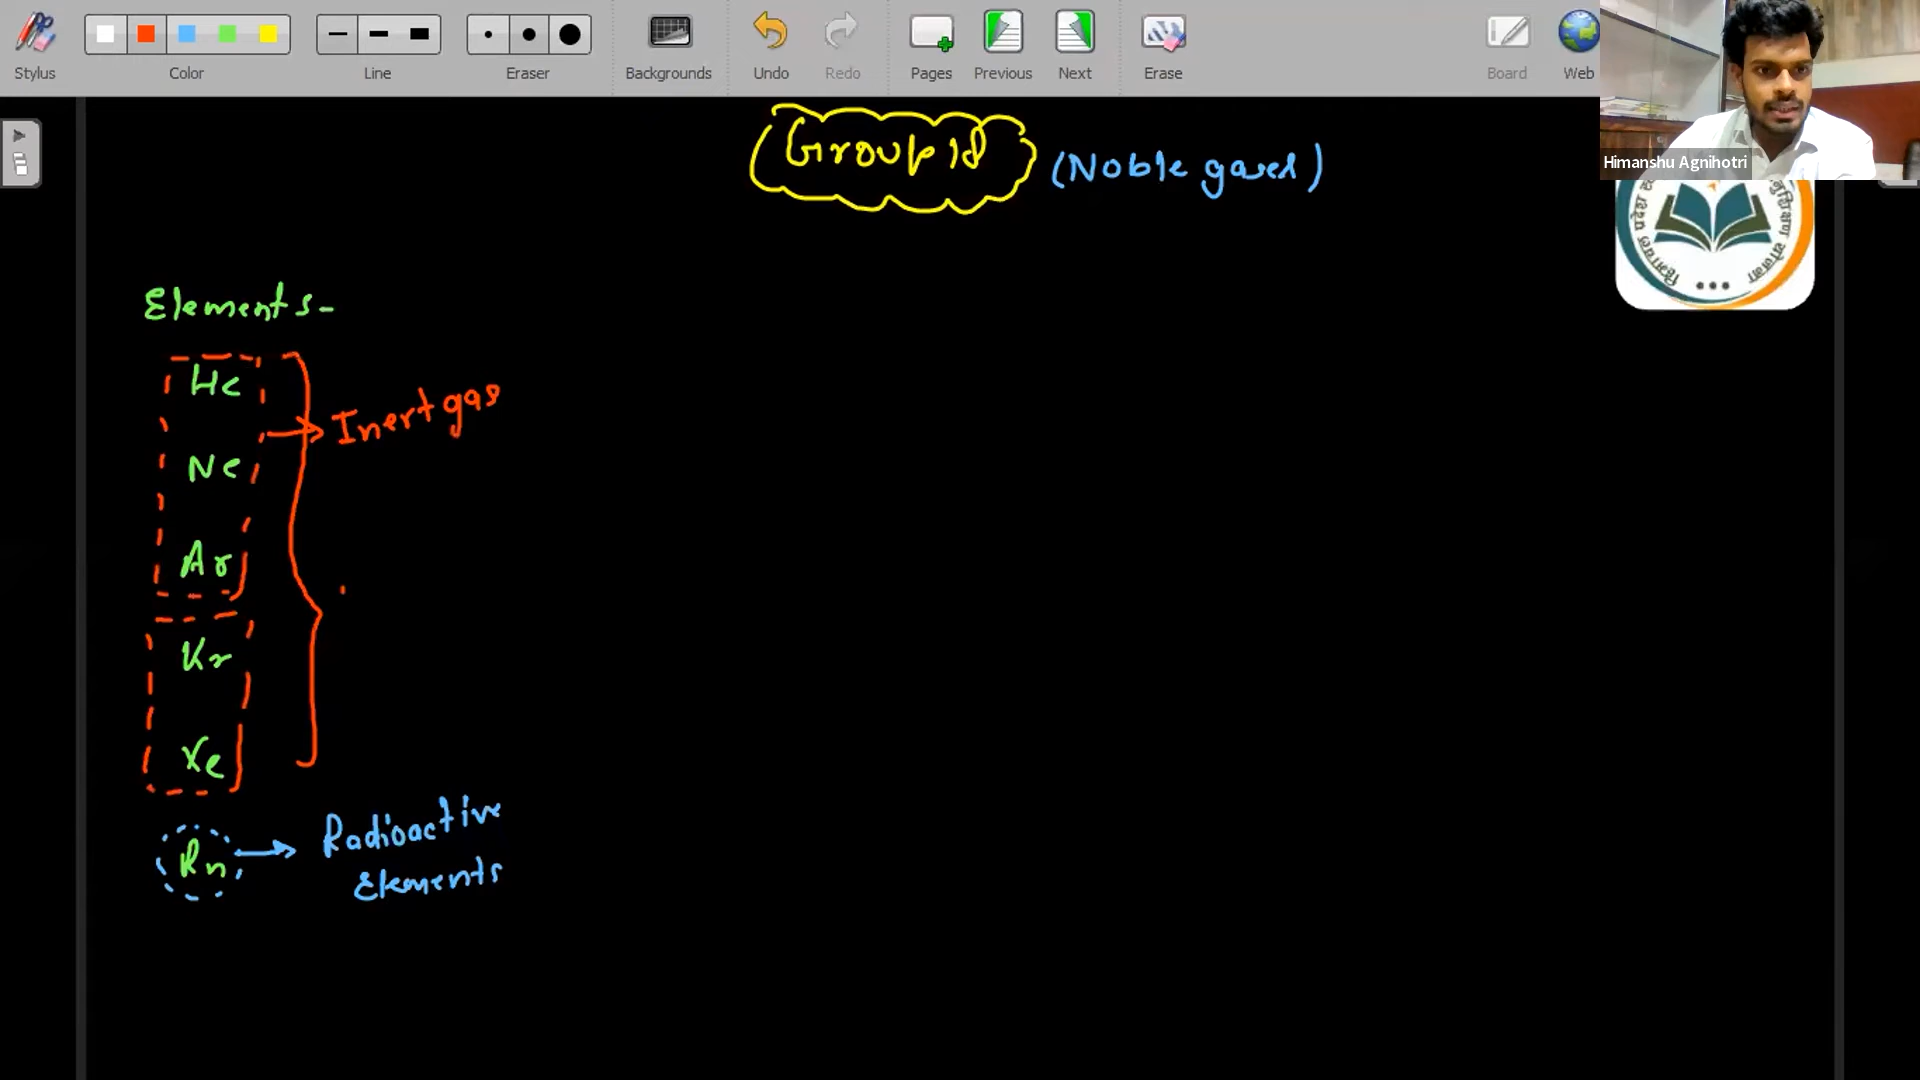 Stylus
Color
Line
Eraser
Backgrounds
Undo
Redo
Pages
Previous
Next
Erase
Board
Web
Himanshu Agnihotri
Group 18 (Noble gases)
Elements-
He
Inert gas
Ne
Ar
Kr
Xe
Rn
Radioactive
Elements